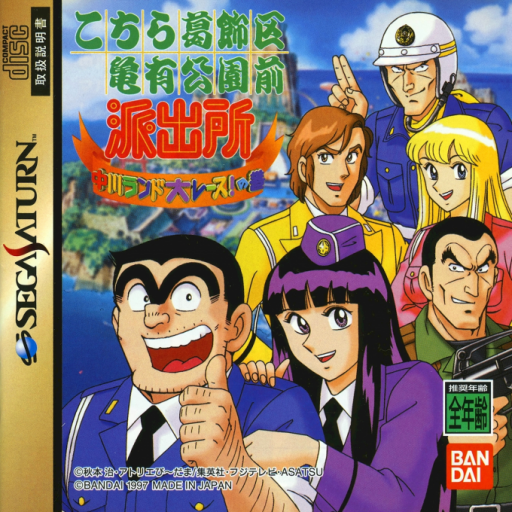 COMPACT
disc
取扱説明書
SEGA SATURN™
こちら葛飾区
亀有公園前
派出所
中川ランド大レース!の巻
推奨年齢
全年齢
BAN
DAI
©秋本 治・アトリエびーだま/集英社・フジテレビ ASATSU
©BANDAI 1997 MADE IN JAPAN